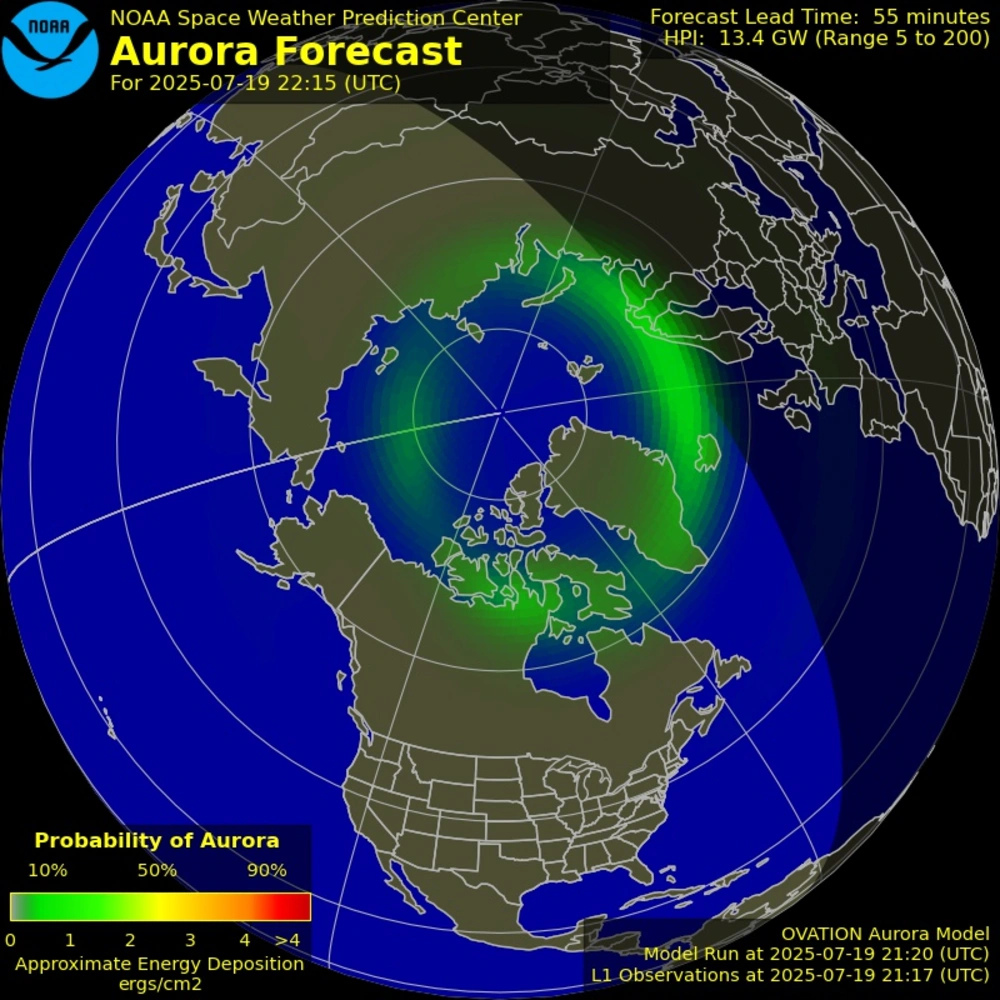 NOAA
NOAA Space Weather Prediction Center
Aurora Forecast
For 2025-07-19 22:15 (UTC)
Forecast Lead Time: 55 minutes
HPI: 13.4 GW (Range 5 to 200)
Probability of Aurora
10% 50% 90%
0 1 2 3 4 >4
Approximate Energy Deposition
ergs/cm2
OVATION Aurora Model
Model Run at 2025-07-19 21:20 (UTC)
L1 Observations at 2025-07-19 21:17 (UTC)